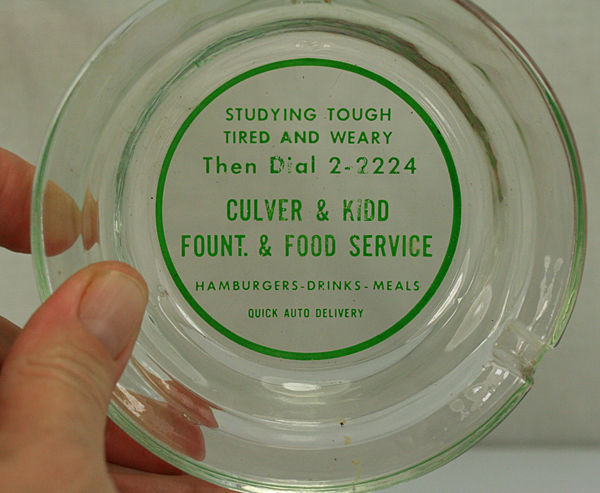 STUDYING TOUGH
TIRED AND WEARY
Then Dial 2-2224
CULVER & KIDD
FOUNT. & FOOD SERVICE
HAMBURGERS-DRINKS-MEALS
QUICK AUTO DELIVERY